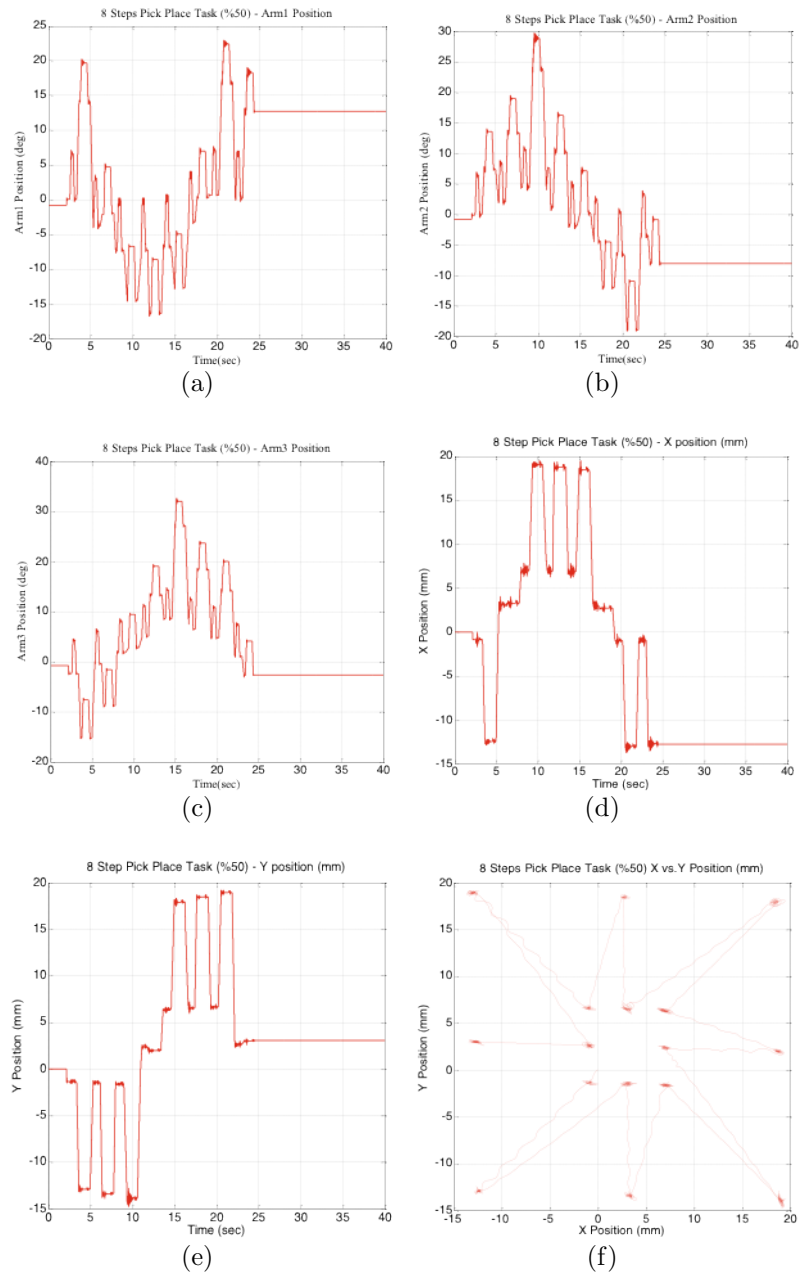 8 Steps Pick Place Task (%50) - Arm1 Position
25
20
15
10
5
0
-5
-10
-15
-20
Arm1 Position (deg)
0 5 10 15 20 25 30 35 40
Time(sec)
(a)
8 Steps Pick Place Task (%50) - Arm2 Position
30
25
20
15
10
5
0
-5
-10
-15
-20
Arm2 Position (deg)
0 5 10 15 20 25 30 35 40
Time(sec)
(b)
8 Steps Pick Place Task (%50) - Arm3 Position
40
30
20
10
0
-10
-20
Arm3 Position (deg)
0 5 10 15 20 25 30 35 40
Time(sec)
(c)
8 Step Pick Place Task (%50) - X position (mm)
20
15
10
5
0
-5
-10
-15
X Position (mm)
0 5 10 15 20 25 30 35 40
Time (sec)
(d)
8 Step Pick Place Task (%50) - Y position (mm)
20
15
10
5
0
-5
-10
-15
Y Position (mm)
0 5 10 15 20 25 30 35 40
Time (sec)
(e)
8 Steps Pick Place Task (%50) X vs.Y Position (mm)
20
15
10
5
0
-5
-10
-15
Y Position (mm)
-15 -10 -5 0 5 10 15 20
X Position (mm)
(f)